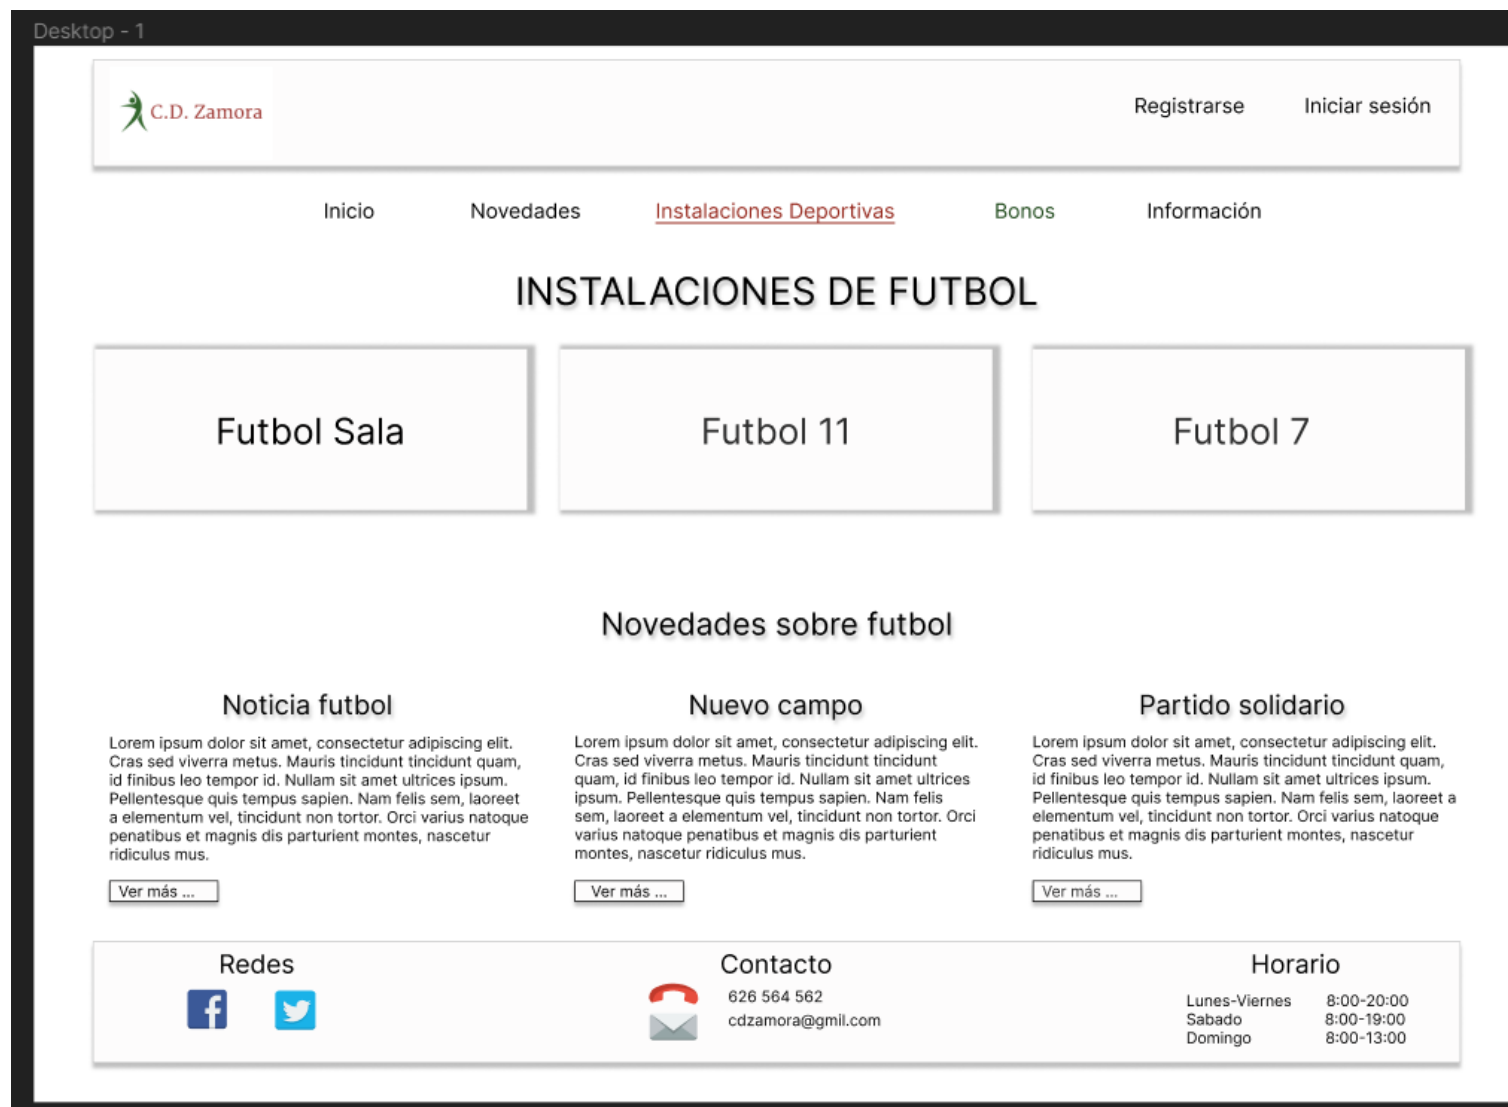 Desktop - 1
C.D. Zamora
Registrarse
Iniciar sesión
Inicio
Novedades
Instalaciones Deportivas
Bonos
Información
INSTALACIONES DE FUTBOL
Futbol Sala
Futbol 11
Futbol 7
Novedades sobre futbol
Noticia futbol
Lorem ipsum dolor sit amet, consectetur adipiscing elit.
Cras sed viverra metus. Mauris tincidunt tincidunt quam,
id finibus leo tempor id. Nullam sit amet ultrices ipsum.
Pellentesque quis tempus sapien. Nam felis sem, laoreet
a elementum vel, tincidunt non tortor. Orci varius natoque
penatibus et magnis dis parturient montes, nascetur
ridiculus mus.
Ver más ...
Nuevo campo
Lorem ipsum dolor sit amet, consectetur adipiscing elit.
Cras sed viverra metus. Mauris tincidunt tincidunt
quam, id finibus leo tempor id. Nullam sit amet ultrices
ipsum. Pellentesque quis tempus sapien. Nam felis
sem, laoreet a elementum vel, tincidunt non tortor. Orci
varius natoque penatibus et magnis dis parturient
montes, nascetur ridiculus mus.
Ver más ...
Partido solidario
Lorem ipsum dolor sit amet, consectetur adipiscing elit.
Cras sed viverra metus. Mauris tincidunt tincidunt quam,
id finibus leo tempor id. Nullam sit amet ultrices ipsum.
Pellentesque quis tempus sapien. Nam felis sem, laoreet a
elementum vel, tincidunt non tortor. Orci varius natoque
penatibus et magnis dis parturient montes, nascetur
ridiculus mus.
Ver más ...
Redes
Contacto
626 564 562
cdzamora@gmil.com
Horario
Lunes-Viernes 8:00-20:00
Sabado 8:00-19:00
Domingo 8:00-13:00